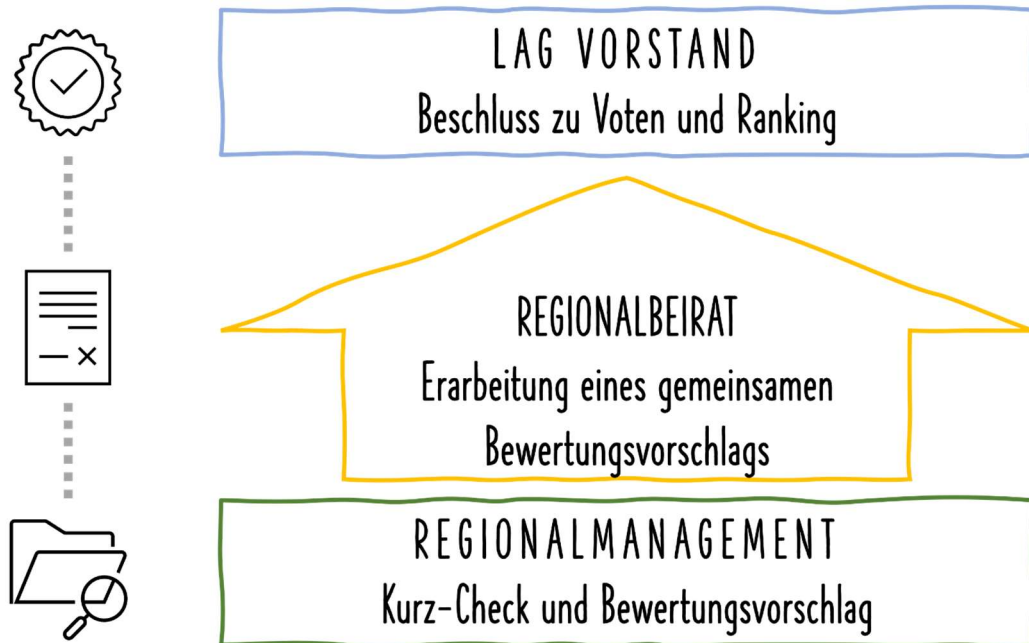 LAG VORSTAND
Beschluss zu Voten und Ranking
REGIONALBEIRAT
Erarbeitung eines gemeinsamen
Bewertungsvorschlags
REGIONALMANAGEMENT
Kurz-Check und Bewertungsvorschlag